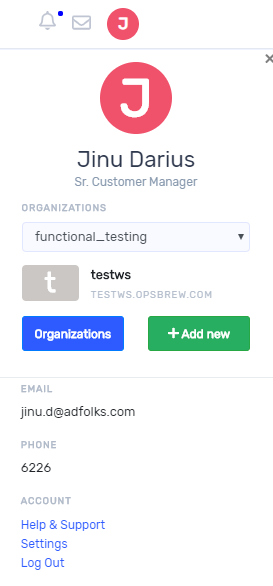 J
J
Jinu Darius
Sr. Customer Manager
ORGANIZATIONS
functional_testing
t testws
TESTWS.OPSBREW.COM
Organizations + Add new
EMAIL
jinu.d@adfolks.com
PHONE
6226
ACCOUNT
Help & Support
Settings
Log Out